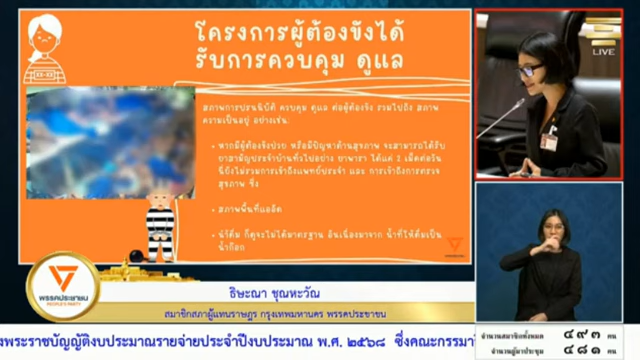 โครงการผู้ต้องขังได้
รับการควบคุม ดูแล
สภาพการปรนนิบัติ ควบคุม ดูแล ต่อผู้ต้องขัง รวมไปถึง สภาพ
ความเป็นอยู่ อย่างเช่น:
หากมีผู้ต้องขังป่วย หรือมีปัญหาด้านสุขภาพ จะสามารถได้รับ
ยาสามัญประจำบ้านทั่วไปอย่าง ยาพารา ได้แค่ 2 เม็ดต่อวัน
นี่ยังไม่รวมการเข้าถึงแพทย์ประจำ และ การเข้าถึงการตรวจ
สุขภาพ ซึ่ง
สภาพพื้นที่แออัด
น้ำดื่ม ก็ดูจะไม่ได้มาตรฐาน อันเนื่องมาจาก น้ำที่ให้ดื่มเป็น
น้ำก๊อก
LIVE
พรรคประชาชน
PEOPLE'S PARTY
ธิษะณา ชุณหะวัณ
สมาชิกสภาผู้แทนราษฎร กรุงเทพมหานคร พรรคประชาชน
งพระราชบัญญัติงบประมาณรายจ่ายประจำปีงบประมาณ พ.ศ. ๒๕๖๘ ซึ่งคณะกรรมา
จำนวนสมาชิกทั้งหมด ๔๙๓ คน
จำนวนผู้มาประชุม ๔๘๑ คน